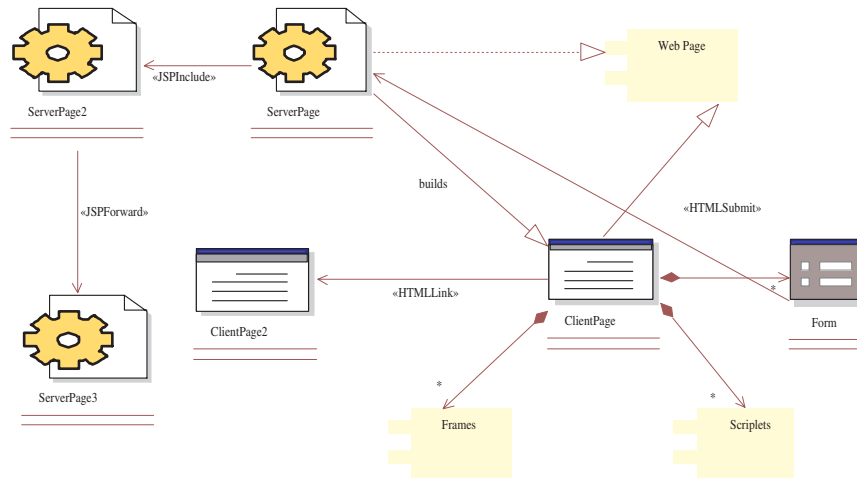 Web Page
«JSPInclude»
ServerPage2
ServerPage
builds
«JSPForward»
«HTMLSubmit»
«HTMLLink»
*
ClientPage2
ClientPage
Form
ServerPage3
*
*
Frames
Scriplets